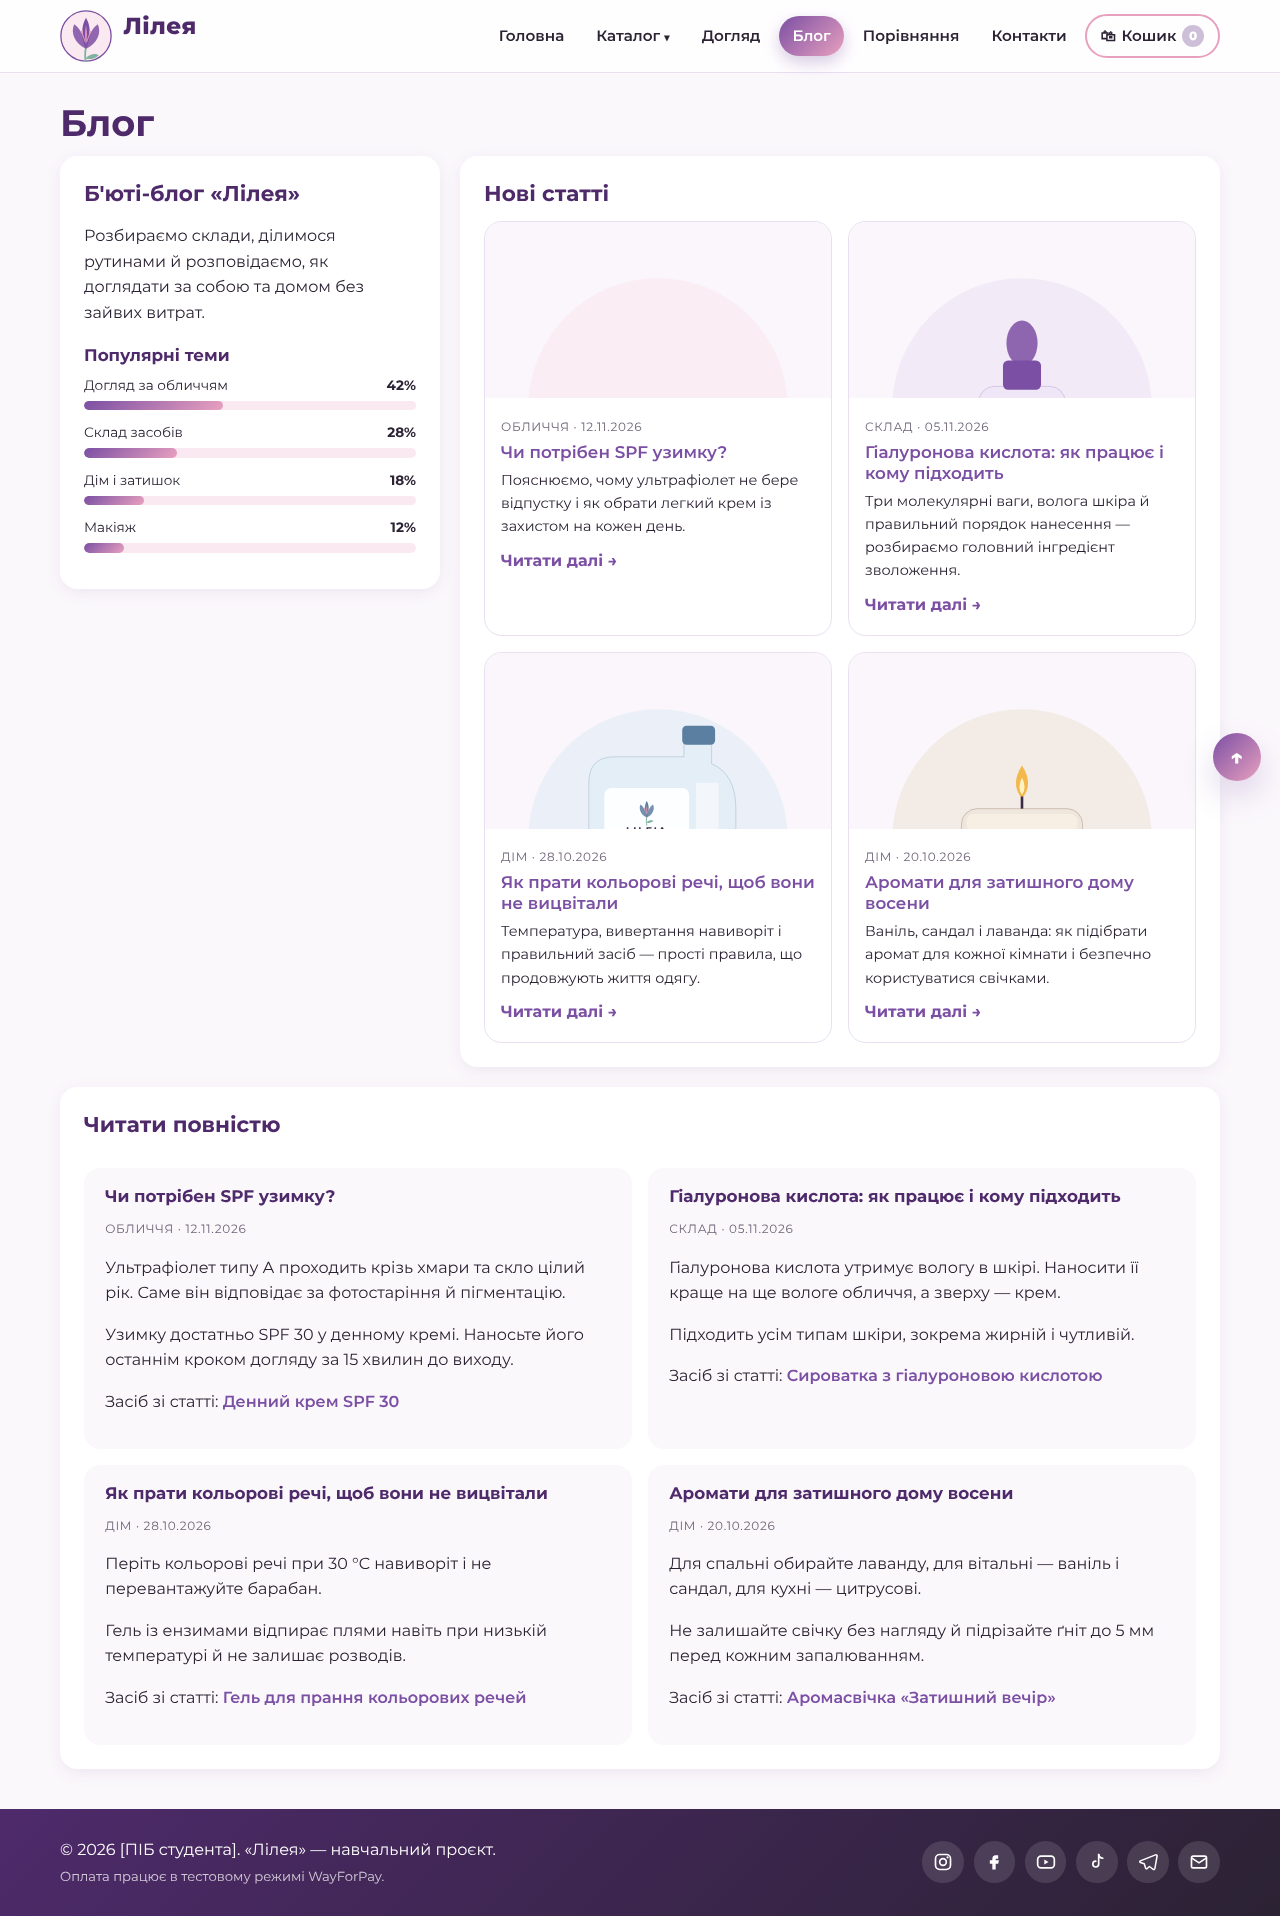 Лілея
Головна
Каталог ▾
Догляд
Блог
Порівняння
Контакти
Кошик 0
Блог
Б'юті-блог «Лілея»
Розбираємо склади, ділимося
рутинами й розповідаємо, як
доглядати за собою та домом без
зайвих витрат.
Популярні теми
Догляд за обличчям 42%
Склад засобів 28%
Дім і затишок 18%
Макіяж 12%
Нові статті
ОБЛИЧЧЯ · 12.11.2026
Чи потрібен SPF узимку?
Пояснюємо, чому ультрафіолет не бере
відпустку і як обрати легкий крем із
захистом на кожен день.
Читати далі →
СКЛАД · 05.11.2026
Гіалуронова кислота: як працює і
кому підходить
Три молекулярні ваги, волога шкіра й
правильний порядок нанесення —
розбираємо головний інгредієнт
зволоження.
Читати далі →
ДІМ · 28.10.2026
Як прати кольорові речі, щоб вони
не вицвітали
Температура, вивертання навиворіт і
правильний засіб — прості правила, що
продовжують життя одягу.
Читати далі →
ДІМ · 20.10.2026
Аромати для затишного дому
восени
Ваніль, сандал і лаванда: як підібрати
аромат для кожної кімнати і безпечно
користуватися свічками.
Читати далі →
Читати повністю
Чи потрібен SPF узимку?
ОБЛИЧЧЯ · 12.11.2026
Ультрафіолет типу А проходить крізь хмари та скло цілий
рік. Саме він відповідає за фотостаріння й пігментацію.
Узимку достатньо SPF 30 у денному кремі. Наносьте його
останнім кроком догляду за 15 хвилин до виходу.
Засіб зі статті: Денний крем SPF 30
Гіалуронова кислота: як працює і кому підходить
СКЛАД · 05.11.2026
Гіалуронова кислота утримує вологу в шкірі. Наносити її
краще на ще вологе обличчя, а зверху — крем.
Підходить усім типам шкіри, зокрема жирній і чутливій.
Засіб зі статті: Сироватка з гіалуроновою кислотою
Як прати кольорові речі, щоб вони не вицвітали
ДІМ · 28.10.2026
Періть кольорові речі при 30 °C навиворіт і не
перевантажуйте барабан.
Гель із ензимами відпирає плями навіть при низькій
температурі й не залишає розводів.
Засіб зі статті: Гель для прання кольорових речей
Аромати для затишного дому восени
ДІМ · 20.10.2026
Для спальні обирайте лаванду, для вітальні — ваніль і
сандал, для кухні — цитрусові.
Не залишайте свічку без нагляду й підрізайте ґніт до 5 мм
перед кожним запалюванням.
Засіб зі статті: Аромасвічка «Затишний вечір»
© 2026 [ПІБ студента]. «Лілея» — навчальний проєкт.
Оплата працює в тестовому режимі WayForPay.